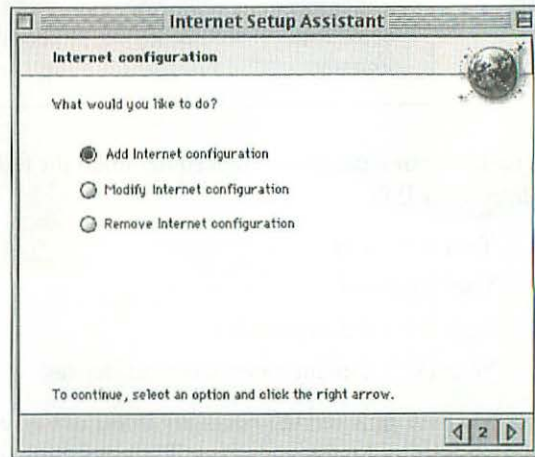 Internet Setup Assistant
Internet configuration
What would you like to do?
Add Internet configuration
Modify Internet configuration
Remove Internet configuration
To continue, select an option and click the right arrow.
2